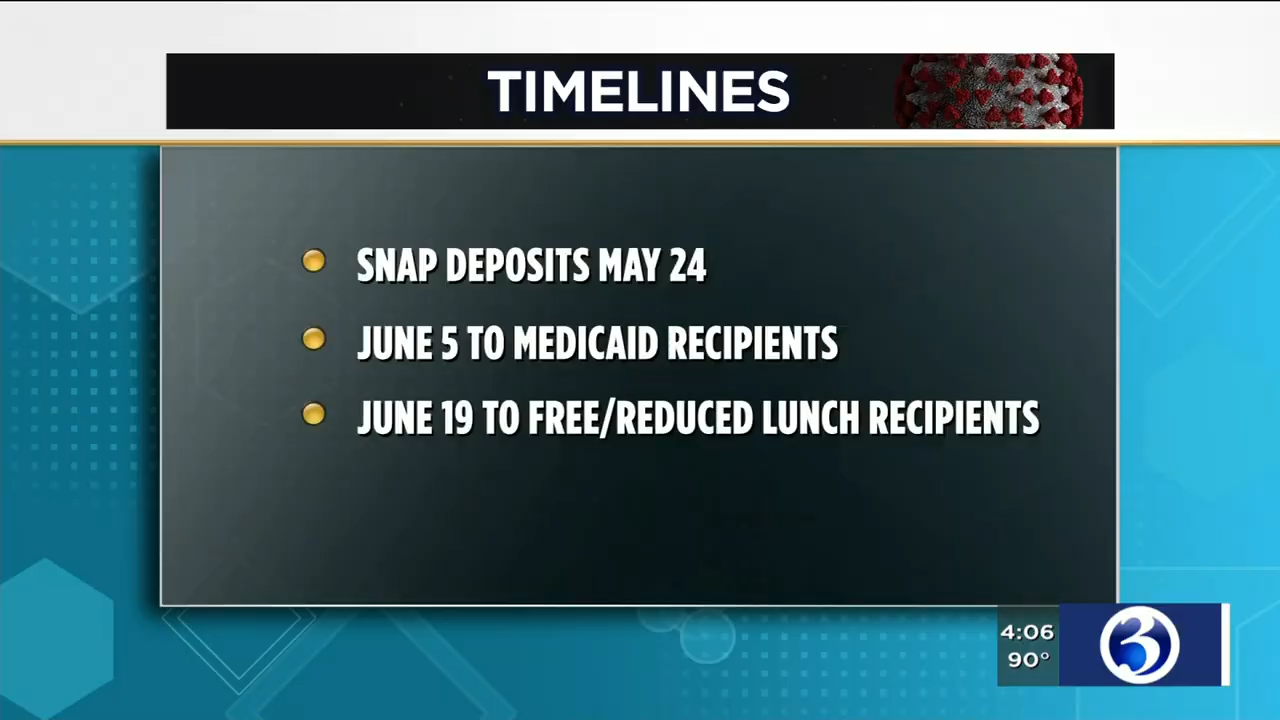 TIMELINES
SNAP DEPOSITS MAY 24
JUNE 5 TO MEDICAID RECIPIENTS
JUNE 19 TO FREE/REDUCED LUNCH RECIPIENTS
4:06
90°
3